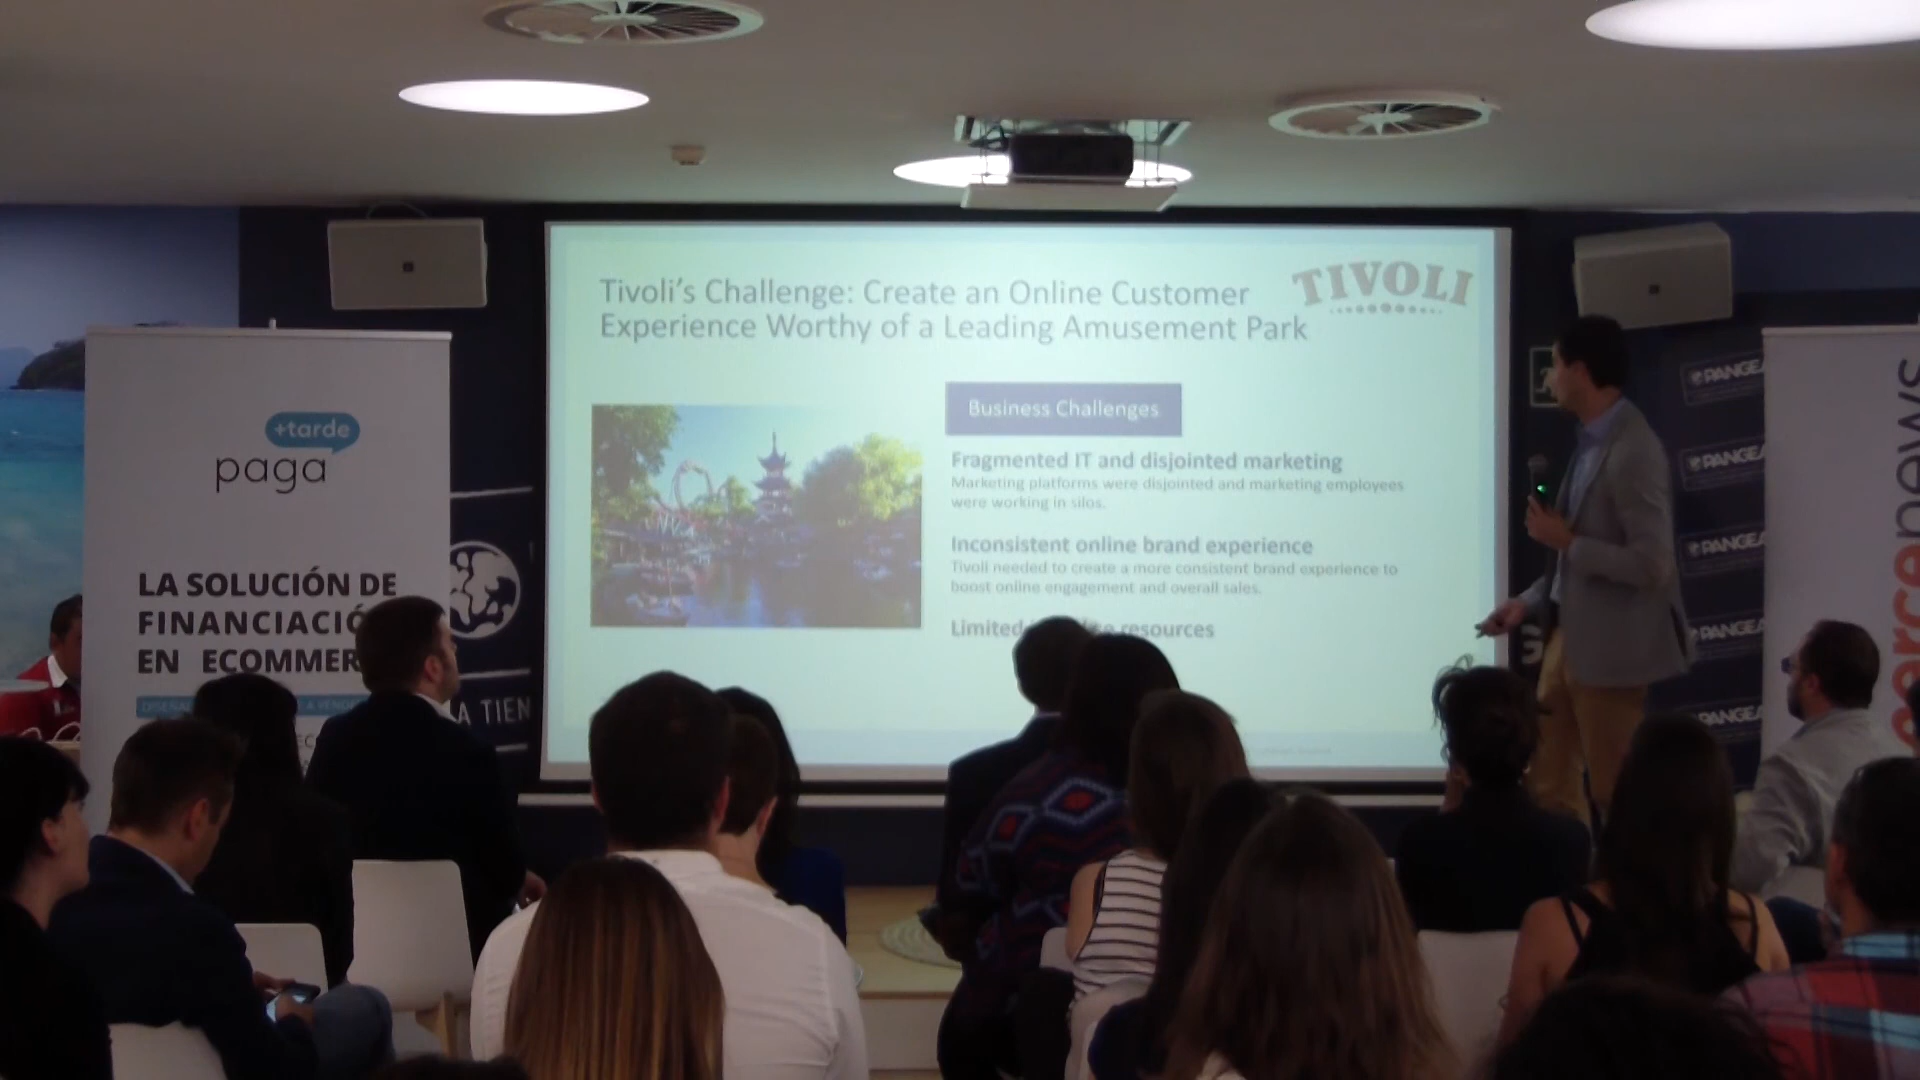 Tivoli's Challenge: Create an Online Customer
Experience Worthy of a Leading Amusement Park
TIVOLI
Business Challenges
Fragmented IT and disjointed marketing
Marketing platforms were disjointed and marketing employees
were working in silos.
Inconsistent online brand experience
Tivoli needed to create a more consistent brand experience to
boost online engagement and overall sales.
Limited
resources
+tarde
paga
LA SOLUCIÓN DE
FINANCIACIÓ
EN ECOMMER
A TIEN
PANGEA
PANGEA
PANGEA
PANGEA
PANGEA
ercenews